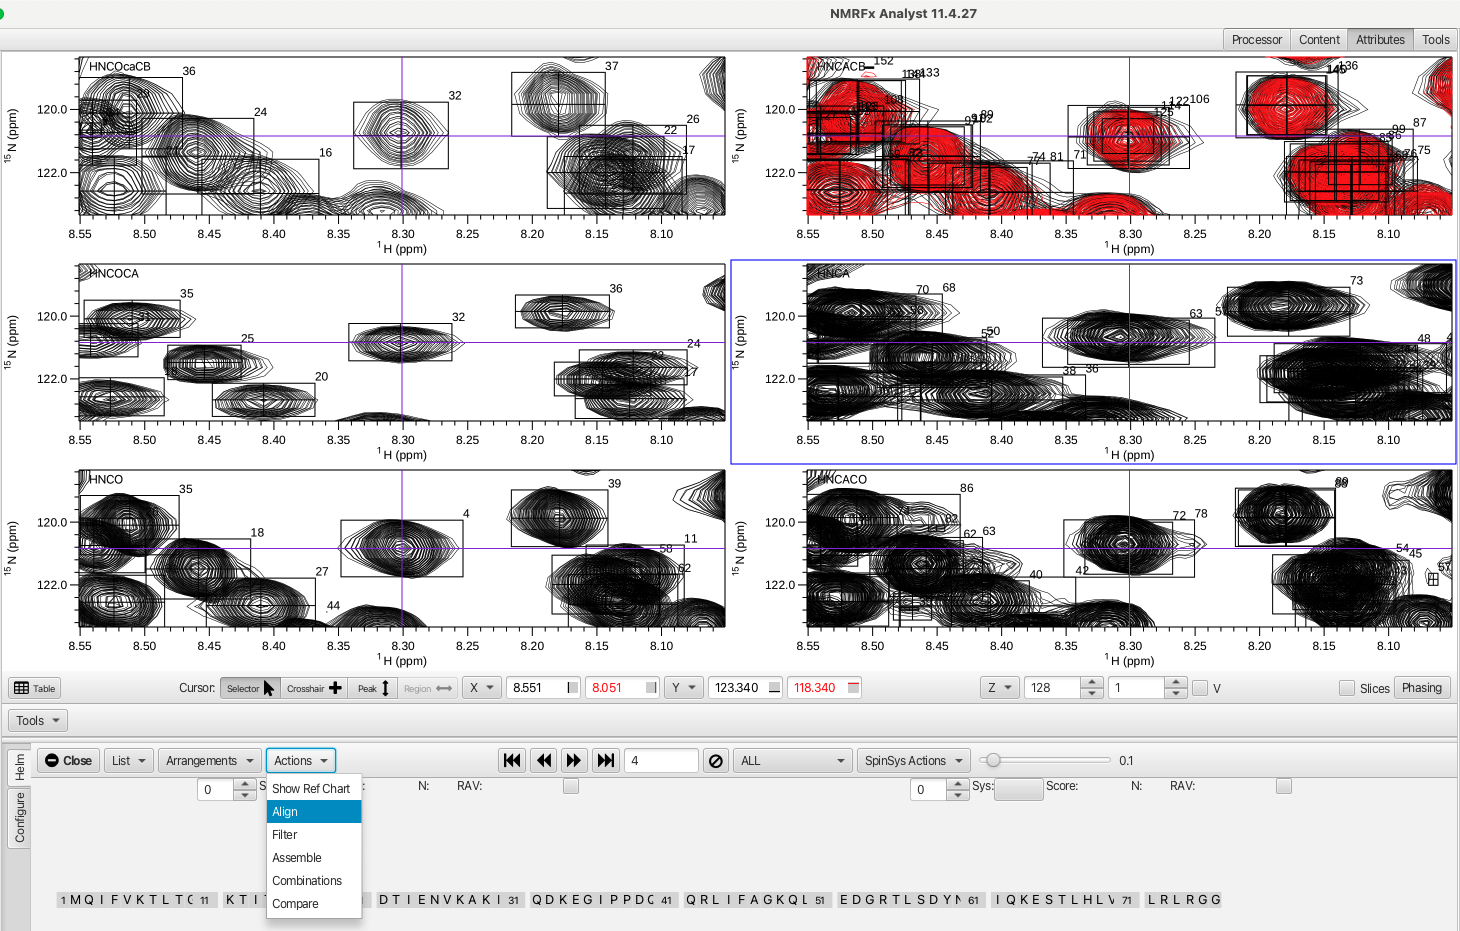 NMRFx Analyst 11.4.27
Processor Content Attributes Tools
HNCOcaCB
36
37
32
24
26
22
16
17
120.0
122.0
15 N (ppm)
8.55 8.50 8.45 8.40 8.35 8.30 8.25 8.20 8.15 8.10
1 H (ppm)
HNCACB
152
133
136
122 106
87
89
86
75
76
74 81 71
120.0
122.0
15 N (ppm)
8.55 8.50 8.45 8.40 8.35 8.30 8.25 8.20 8.15 8.10
1 H (ppm)
HNCOCA
35
36
32
25
24
20
120.0
122.0
15 N (ppm)
8.55 8.50 8.45 8.40 8.35 8.30 8.25 8.20 8.15 8.10
1 H (ppm)
HNCA
73
70 68
63
50
48
38 36
120.0
122.0
15 N (ppm)
8.55 8.50 8.45 8.40 8.35 8.30 8.25 8.20 8.15 8.10
1 H (ppm)
HNCO
35
39
4
18
11
58
27
44
120.0
122.0
15 N (ppm)
8.55 8.50 8.45 8.40 8.35 8.30 8.25 8.20 8.15 8.10
1 H (ppm)
HNCACO
86
72 78
62 63
54
45
57
40
42
120.0
122.0
15 N (ppm)
8.55 8.50 8.45 8.40 8.35 8.30 8.25 8.20 8.15 8.10
1 H (ppm)
Table Cursor: Selector Crosshair Peak Region X 8.551 8.051 Y 123.340 118.340 Z 128 1 V Slices Phasing
Tools
Helm
Configure
Close List Arrangements Actions 4 ALL SpinSys Actions 0.1
0 N: RAV: 0 Sys: Score: N: RAV:
Show Ref Chart
Align
Filter
Assemble
Combinations
Compare
1 M Q I F V K T L T 11 K T I D T I E N V K A K I 31 Q D K E G I P P D 41 Q R L I F A G K Q L 51 E D G R T L S D Y N 61 I Q K E S T L H L V 71 L R L R G G